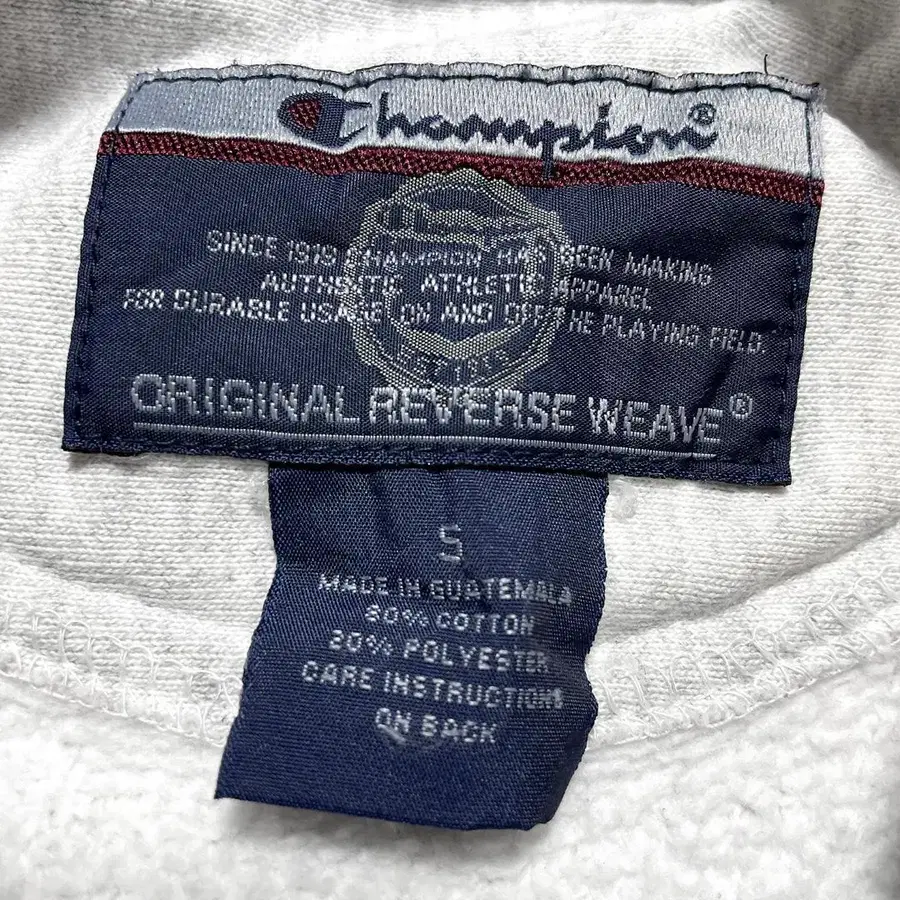 Champion®
SINCE 1919 CHAMPION HAS BEEN MAKING
AUTHENTIC ATHLETIC APPAREL
FOR DURABLE USAGE ON AND OFF THE PLAYING FIELD.
ORIGINAL REVERSE WEAVE®
S
MADE IN GUATEMALA
80% COTTON
20% POLYESTER
CARE INSTRUCTIONS
ON BACK